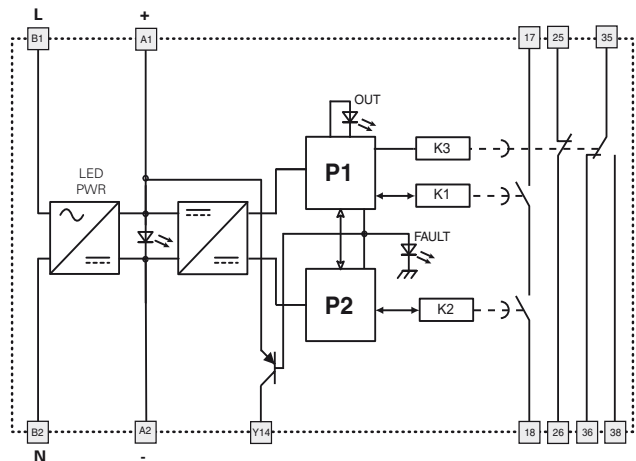 L +
B1 A1 17 25 35
OUT
LED
PWR
P1
K3
K1
FAULT
P2
K2
B2 A2 Y14 18 26 36 38
N -